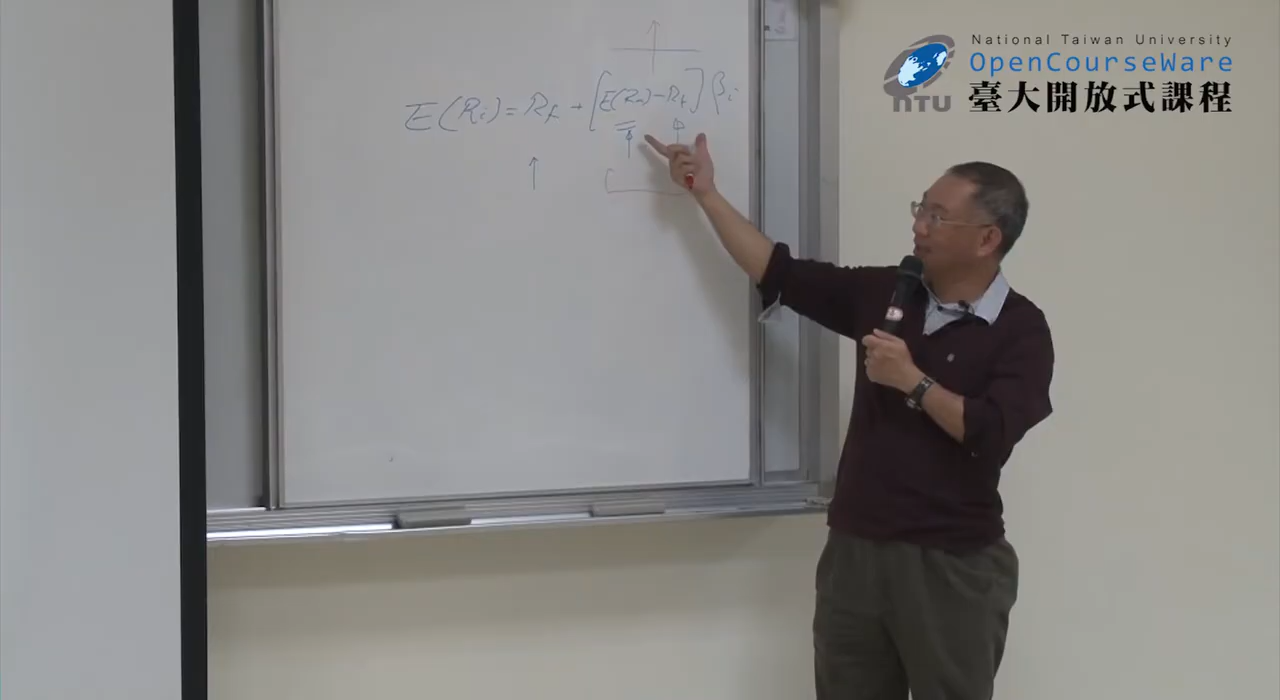 National Taiwan University
OpenCourseWare
臺大開放式課程
NTU
E(Ri) = Rf + [E(Rm) - Rf] βi